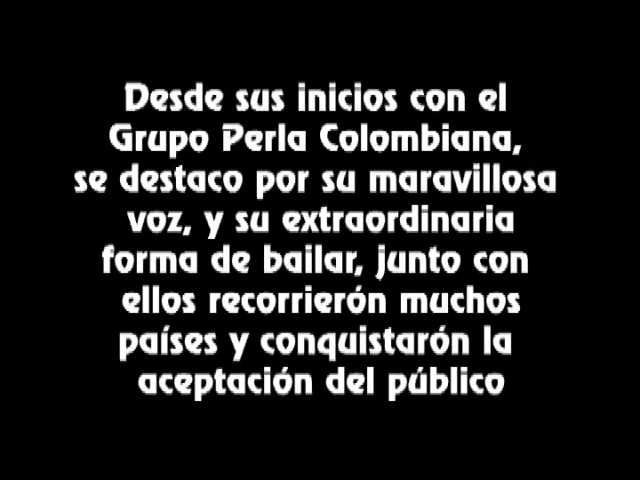 Desde sus inicios con el
Grupo Perla Colombiana,
se destaco por su maravillosa
voz, y su extraordinaria
forma de bailar, junto con
ellos recorrierón muchos
países y conquistarón la
aceptación del público